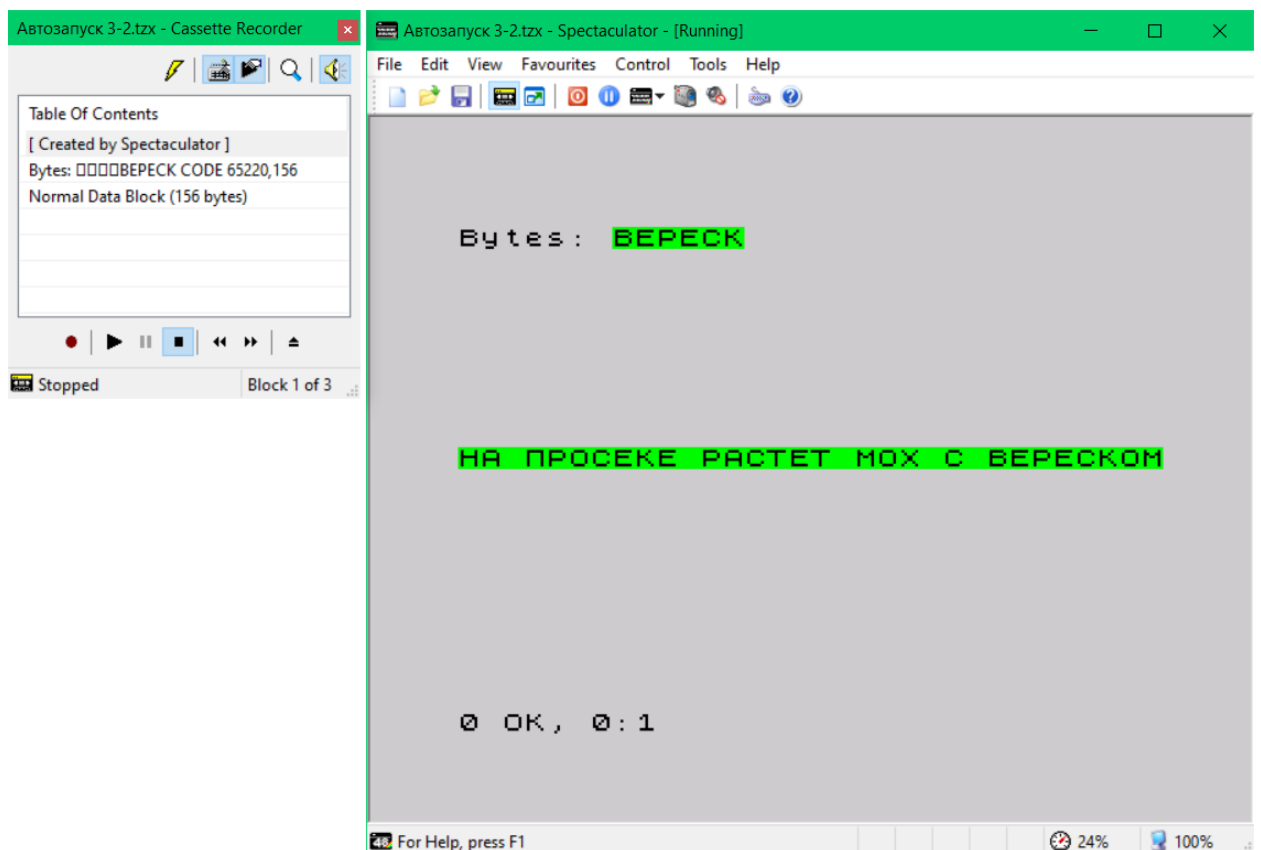 Автозапуск 3-2.tzx - Cassette Recorder
Table Of Contents
[ Created by Spectaculator ]
Bytes: □□□□ВЕРЕСК CODE 65220,156
Normal Data Block (156 bytes)
Stopped Block 1 of 3
Автозапуск 3-2.tzx - Spectaculator - [Running]
File Edit View Favourites Control Tools Help
Bytes: ВЕРЕСК
НА ПРОСЕКЕ РАСТЕТ МОХ С ВЕРЕСКОМ
0 OK, 0:1
48 For Help, press F1 24% 100%